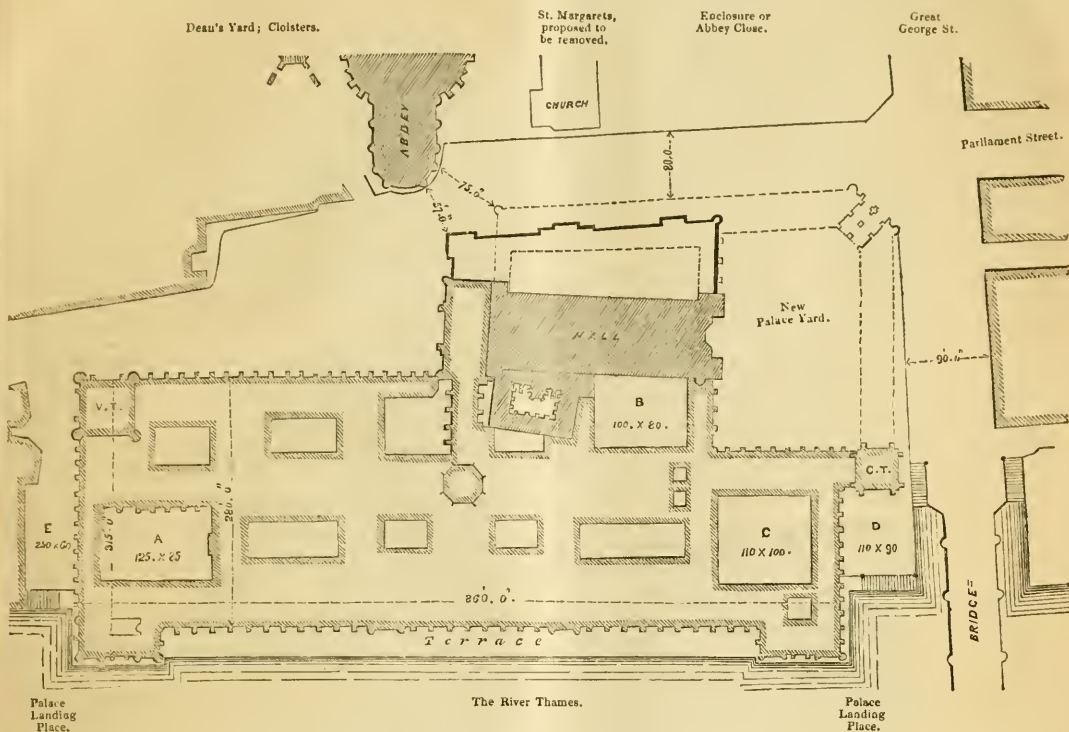 Dean's Yard; Cloisters.
St. Margarets,
proposed to
be removed.
Enclosure or
Abbey Close.
Great
George St.
CHURCH
ABBEY
Parliament Street.
80.0"
75.0"
57.0"
HALL
New
Palace Yard.
90.0"
V.T.
B
100. X 80.
C.T.
E
250 X 60
A
125. X 85
315.0"
280.0"
C
110 X 100.
D
110 X 90
860.0'.
Terrace
BRIDGE
Palace
Landing
Place.
The River Thames.
Palace
Landing
Place.